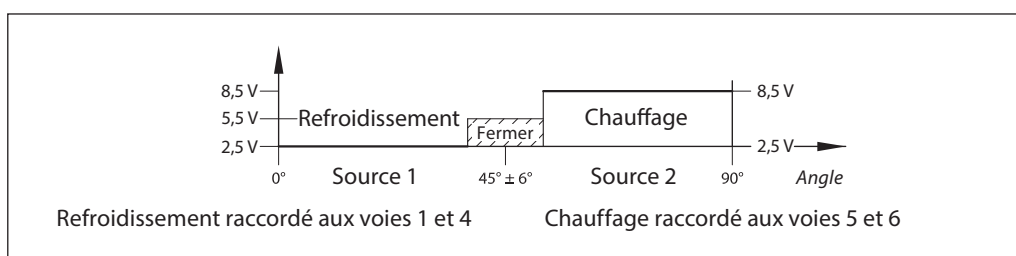 8,5 V
8,5 V
Refroidissement
Chauffage
5,5 V
Fermer
2,5 V
2,5 V
0°
Source 1
45° ± 6°
Source 2
90°
Angle
Refroidissement raccordé aux voies 1 et 4
Chauffage raccordé aux voies 5 et 6